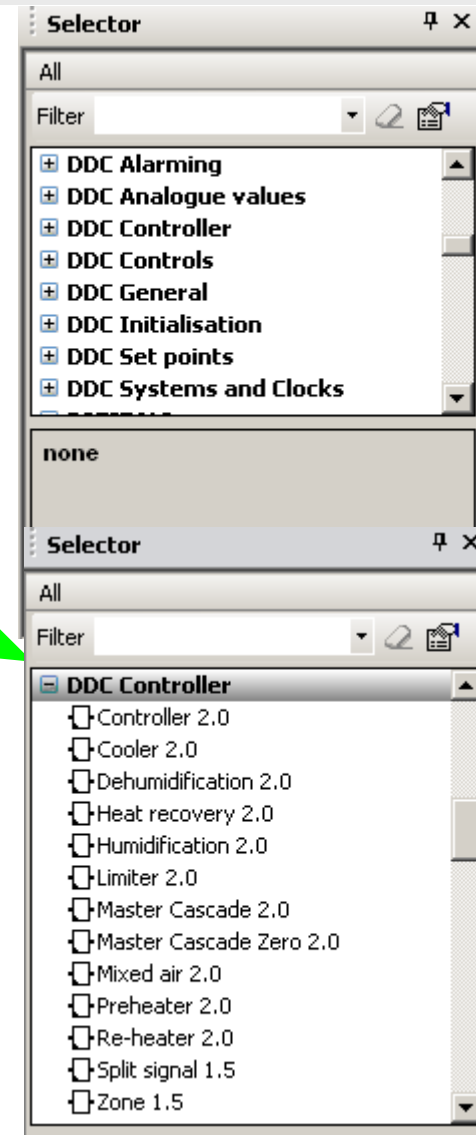 Selector
All
Filter
DDC Alarming
DDC Analogue values
DDC Controller
DDC Controls
DDC General
DDC Initialisation
DDC Set points
DDC Systems and Clocks
none
Selector
All
Filter
DDC Controller
Controller 2.0
Cooler 2.0
Dehumidification 2.0
Heat recovery 2.0
Humidification 2.0
Limiter 2.0
Master Cascade 2.0
Master Cascade Zero 2.0
Mixed air 2.0
Preheater 2.0
Re-heater 2.0
Split signal 1.5
Zone 1.5